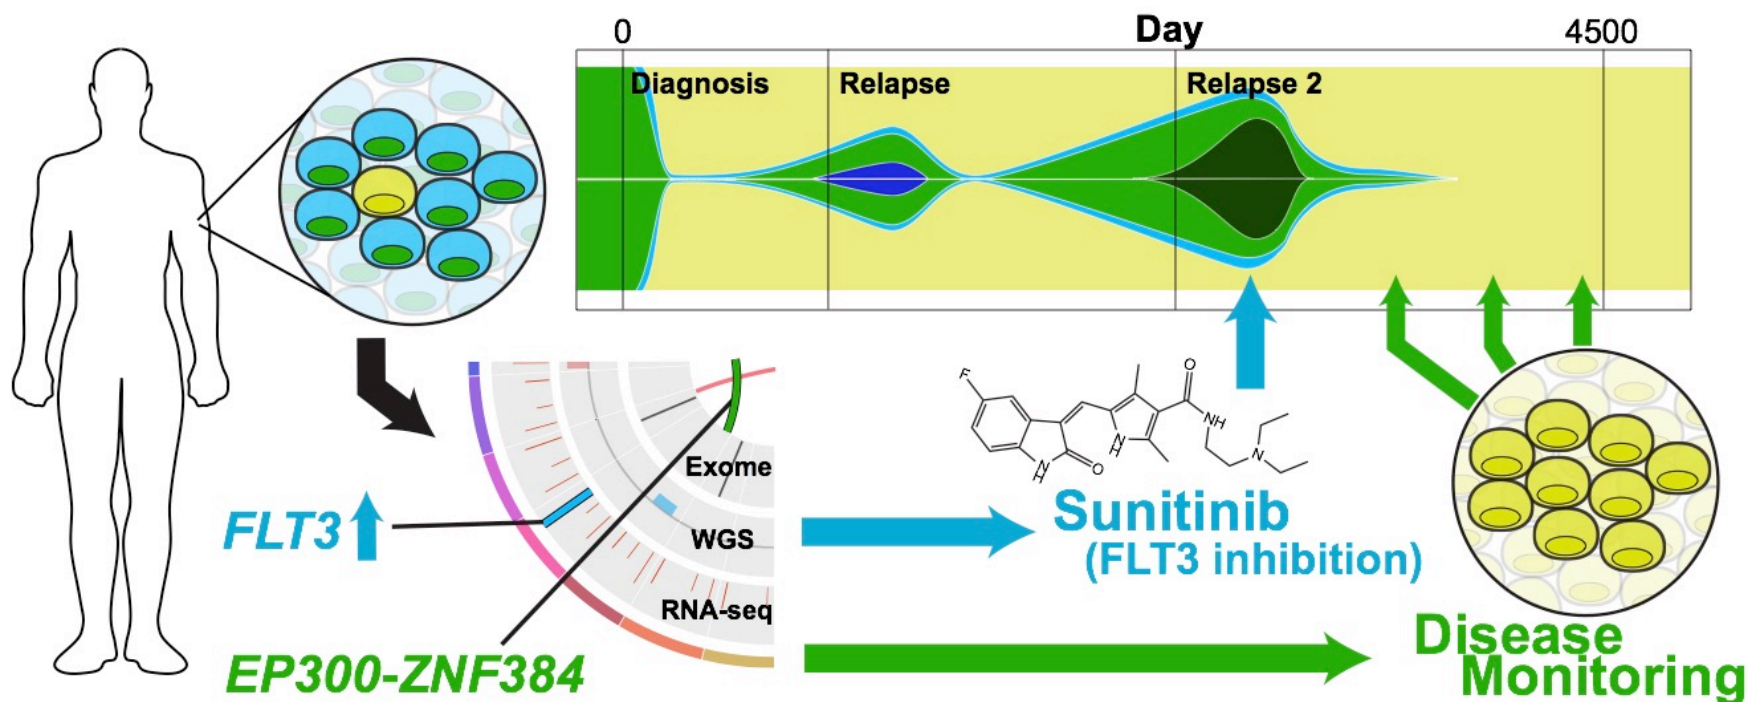 0 Day 4500
Diagnosis Relapse Relapse 2
F
O
NH
N
N
H
O
N
H
Exome
WGS
RNA-seq
FLT3
Sunitinib
(FLT3 inhibition)
EP300-ZNF384
Disease
Monitoring